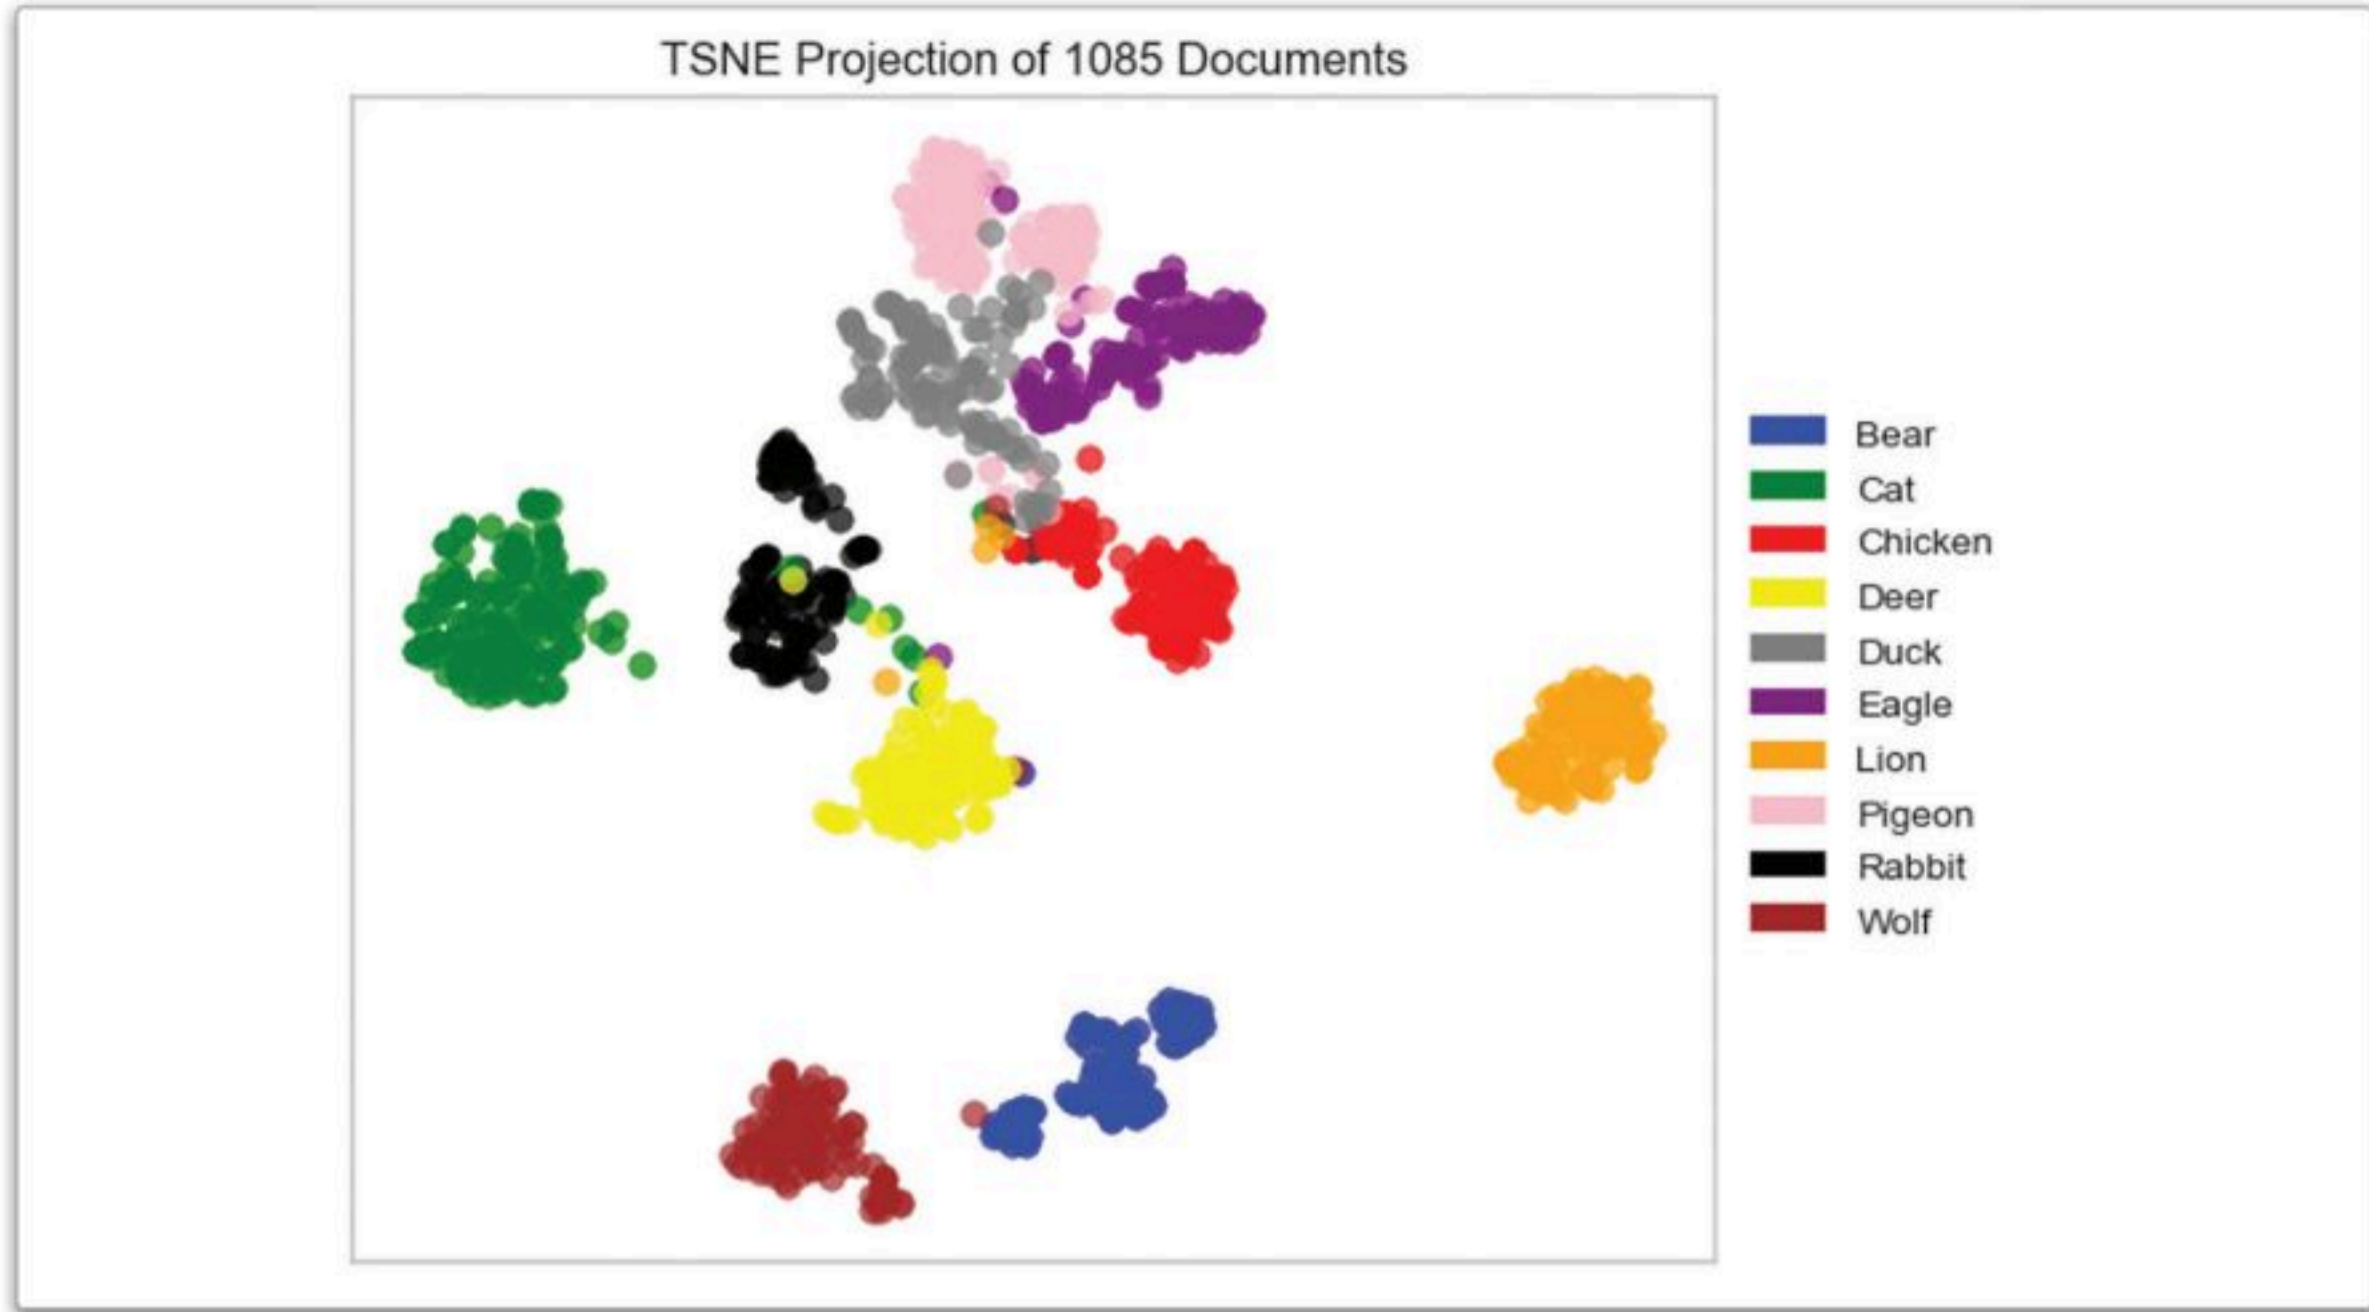 TSNE Projection of 1085 Documents
Bear
Cat
Chicken
Deer
Duck
Eagle
Lion
Pigeon
Rabbit
Wolf